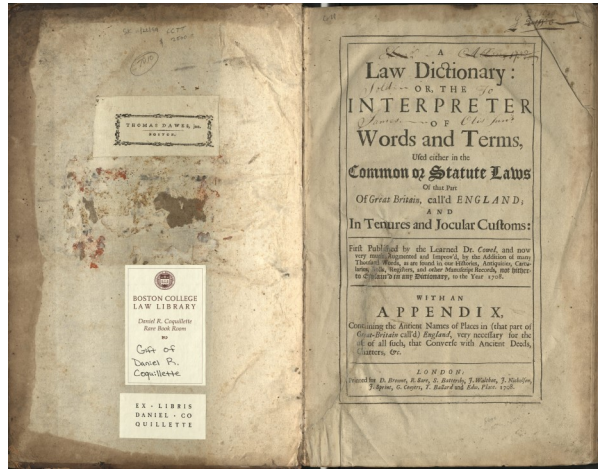 THOMAS DAWES, jun.
BOSTON.
BOSTON COLLEGE
LAW LIBRARY
Daniel R. Coquillette
Rare Book Room
Gift of
Daniel R.
Coquillette
EX · LIBRIS
DANIEL · CO
QUILLETTE
A
Law Dictionary:
OR, THE
INTERPRETER
OF
Words and Terms,
Uſed either in the
Common or Statute Laws
Of that Part
Of Great Britain, call'd ENGLAND;
AND
In Tenures and Jocular Cuſtoms:
Firſt Publiſhed by the Learned Dr. Cowel, and now
very much Augmented and Improv'd, by the Addition of many
Thouſand Words, as are found in our Hiſtories, Antiquities, Cartu-
laries, Rolls, Regiſters, and other Manuſcript Records, not hither-
to Explain'd in any Dictionary, to the Year 1708.
WITH AN
APPENDIX,
Containing the Antient Names of Places in (that part of
Great-Britain call'd) England, very neceſſary for the
of all ſuch, that Converſe with Ancient Deeds,
Charters, &c.
LONDON:
Printed for D. Browne, R. Sare, S. Battersby, J. Walthoe, J. Nicholſon,
J. Sprint, G. Conyers, T. Ballard and Edw. Place. 1708.